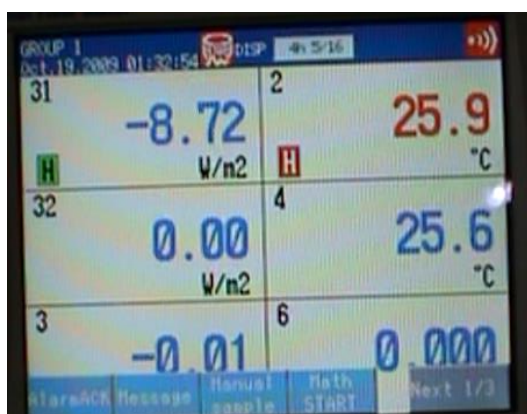 GROUP 1
Oct.19.2009 01:32:54 DISP 4h 5/16
31
-8.72
H W/m2
2
25.9
H °C
32
0.00
W/m2
4
25.6
°C
3
-0.01
6
0.000
AlarmACK Message Manual sample Math START Next 1/3